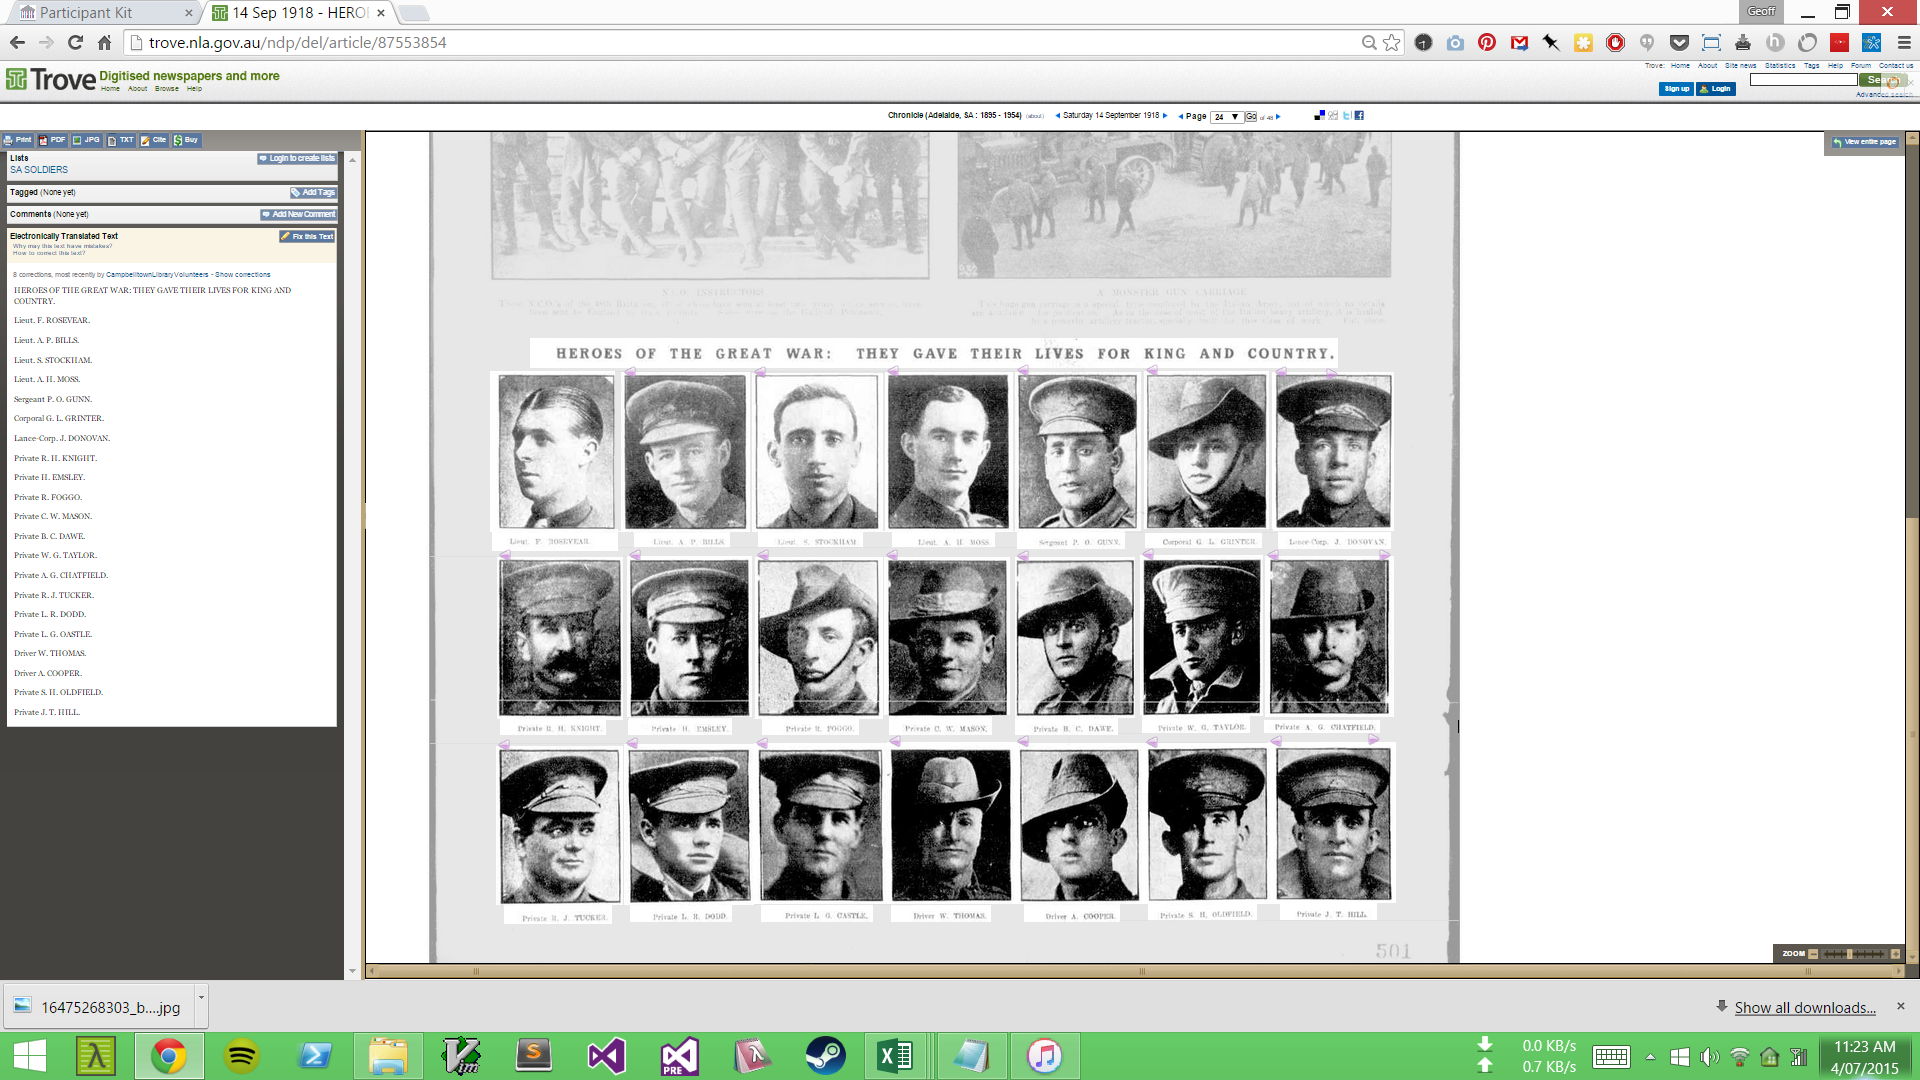 Participant Kit
14 Sep 1918 - HERO
Geoff
trove.nla.gov.au/ndp/del/article/87553854
Trove Digitised newspapers and more
Home About Browse Help
Trove: Home About Site news Statistics Tags Help Forum Contact us
Sign up Login
Advanced search
Chronicle (Adelaide, SA : 1895 - 1954) (about) Saturday 14 September 1918 Page 24 Go of 48
Print PDF JPG TXT Cite Buy
View entire page
Lists Login to create lists
SA SOLDIERS
Tagged (None yet) Add Tags
Comments (None yet) Add New Comment
Electronically Translated Text Fix this Text
Why may this text have mistakes?
How to correct this text?
8 corrections, most recently by CampbelltownLibraryVolunteers - Show corrections
HEROES OF THE GREAT WAR: THEY GAVE THEIR LIVES FOR KING AND
COUNTRY.
Lieut. F. ROSEVEAR.
Lieut. A. P. BILLS.
Lieut. S. STOCKHAM.
Lieut. A. H. MOSS.
Sergeant P. O. GUNN.
Corporal G. L. GRINTER.
Lance-Corp. J. DONOVAN.
Private R. H. KNIGHT.
Private H. EMSLEY.
Private R. FOGGO.
Private C. W. MASON.
Private B. C. DAWE.
Private W. G. TAYLOR.
Private A. G. CHATFIELD.
Private R. J. TUCKER.
Private L. R. DODD.
Private L. G. OASTLE.
Driver W. THOMAS.
Driver A. COOPER.
Private S. H. OLDFIELD.
Private J. T. HILL.
N.C.O. INSTRUCTORS
A MONSTER GUN CARRIAGE
HEROES OF THE GREAT WAR: THEY GAVE THEIR LIVES FOR KING AND COUNTRY.
Lieut. F. ROSEVEAR. Lieut. A. P. BILLS. Lieut. S. STOCKHAM Lieut. A. H. MOSS Sergeant P. O. GUNN. Corporal G. L. GRINTER. Lance-Corp. J. DONOVAN.
Private R. H. KNIGHT. Private H. EMSLEY. Private R. FOGGO. Private C. W. MASON. Private B. C. DAWE. Private W. G. TAYLOR. Private A. G. CHATFIELD.
Private R. J. TUCKER. Private L. R. DODD. Private L. G. CASTLE. Driver W. THOMAS. Driver A. COOPER. Private S. H. OLDFIELD. Private J. T. HILL.
501
ZOOM
16475268303_b....jpg
Show all downloads...
0.0 KB/s
0.7 KB/s
11:23 AM
4/07/2015